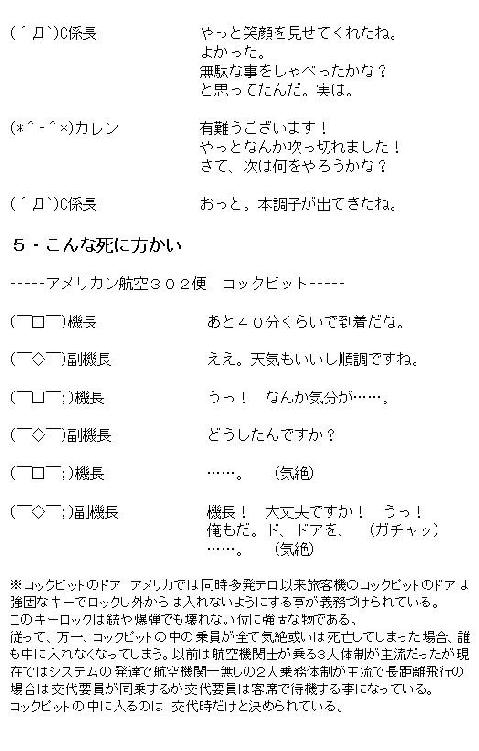 (´Д`)C係長 やっと笑顔を見せてくれたね。
よかった。
無駄な事をしゃべったかな？
と思ってたんだ。実は。
(*＾-＾*)カレン 有難うございます！
やっとなんか吹っ切れました！
さて、次は何をやろうかな？
(´Д`)C係長 おっと。本調子が出てきたね。
５－こんな死に方かい
-----アメリカン航空３０２便　コックピット-----
(￣□￣)機長 あと４０分くらいで到着だな。
(￣◇￣)副機長 ええ。天気もいいし順調ですね。
(￣□￣;)機長 うっ！　なんか気分が……。
(￣◇￣)副機長 どうしたんですか？
(￣□￣;)機長 ……。　（気絶）
(￣◇￣;)副機長 機長！　大丈夫ですか！　うっ！
俺もだ。ド、ドアを、　（ガチャッ）
……。　（気絶）
※コックピットのドア　アメリカでは同時多発テロ以来旅客機のコックピットのドアは
強固なキーでロックし外からは入れないようにする事が義務づけられている。
このキーロックは銃や爆弾でも壊れない位に強固な物である、
従って、万一、コックピットの中の乗員が全て気絶或いは死亡してしまった場合、誰
も中に入れなくなってしまう。以前は航空機関士が乗る3人体制が主流だったが現
在ではシステムの発達で航空機関士無しの２人乗務体制が主流で長距離飛行の
場合は交代要員が同乗するが交代要員は客席で待機する事になっている。
コックピットの中に入るのは　交代時だけと決められている、